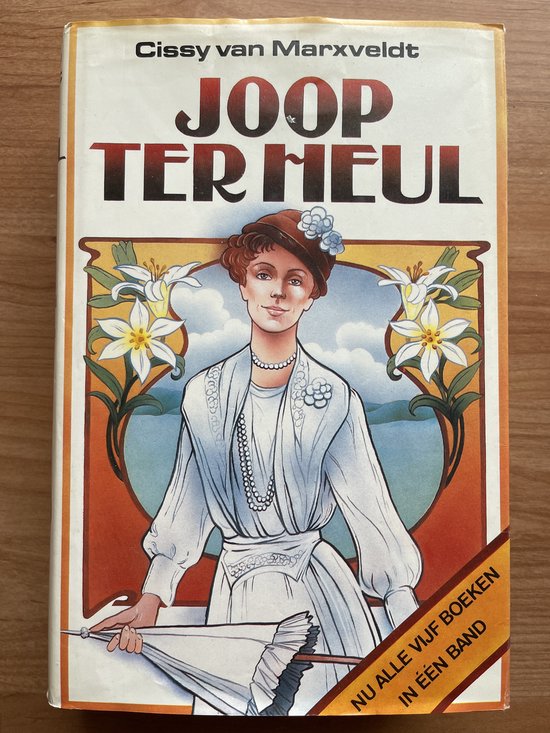 Cissy van Marxveldt
JOOP
TER HEUL
NU ALLE VIJF BOEKEN
IN ÉÉN BAND